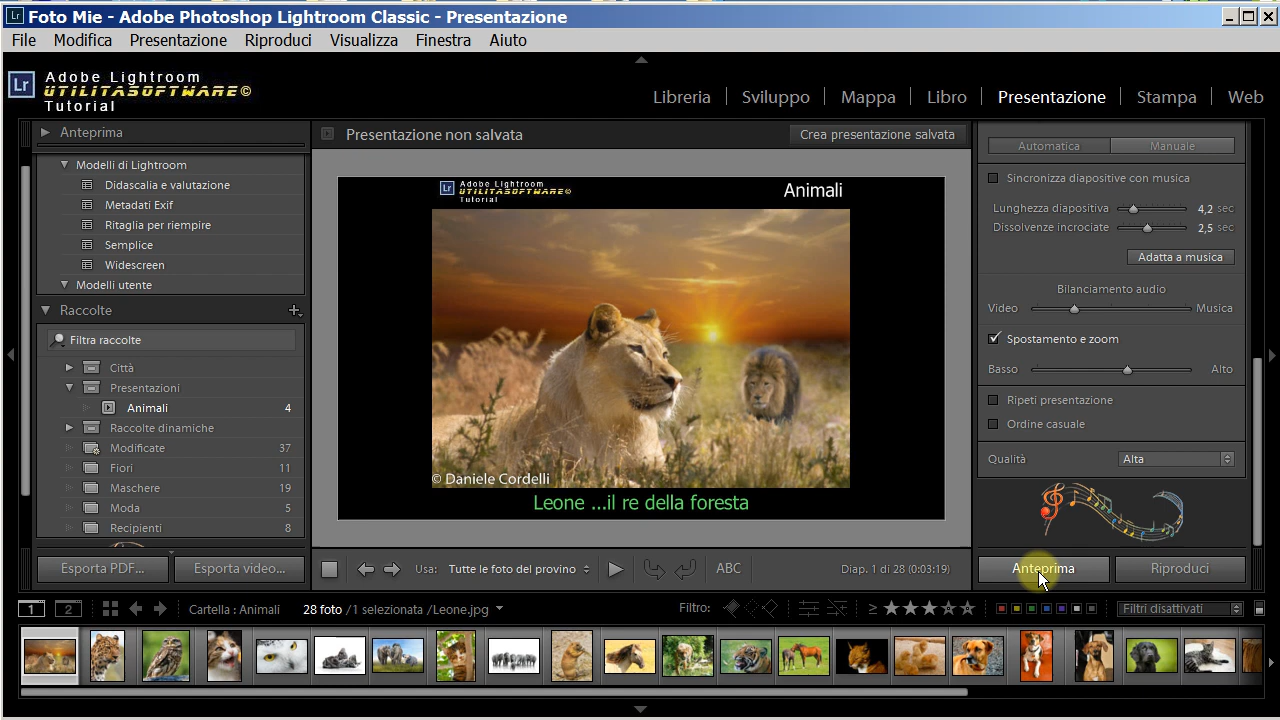 Foto Mie - Adobe Photoshop Lightroom Classic - Presentazione
File Modifica Presentazione Riproduci Visualizza Finestra Aiuto
Lr Adobe Lightroom
UTILITASOFTWARE©
Tutorial
Libreria Sviluppo Mappa Libro Presentazione Stampa Web
Anteprima
Modelli di Lightroom
Didascalia e valutazione
Metadati Exif
Ritaglia per riempire
Semplice
Widescreen
Modelli utente
Raccolte
Filtra raccolte
Città
Presentazioni
Animali 4
Raccolte dinamiche
Modificate 37
Fiori 11
Maschere 19
Moda 5
Recipienti 8
Esporta PDF... Esporta video...
Presentazione non salvata Crea presentazione salvata
Lr Adobe Lightroom
UTILITASOFTWARE©
Tutorial
Animali
© Daniele Cordelli
Leone ...il re della foresta
Usa: Tutte le foto del provino ABC Diap. 1 di 28 (0:03:19)
Automatica Manuale
Sincronizza diapositive con musica
Lunghezza diapositiva 4,2 sec
Dissolvenze incrociate 2,5 sec
Adatta a musica
Bilanciamento audio
Video Musica
Spostamento e zoom
Basso Alto
Ripeti presentazione
Ordine casuale
Qualità Alta
Anteprima Riproduci
1 2 Cartella : Animali 28 foto /1 selezionata /Leone.jpg Filtro: ≥ Filtri disattivati